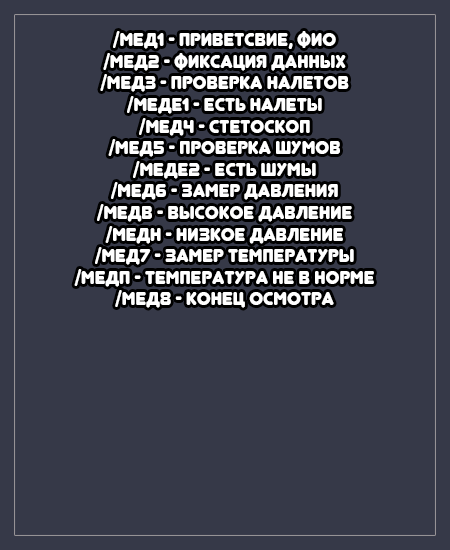 /МЕД1 - ПРИВЕТСВИЕ, ФИО
/МЕД2 - ФИКСАЦИЯ ДАННЫХ
/МЕД3 - ПРОВЕРКА НАЛЕТОВ
/МЕДЕ1 - ЕСТЬ НАЛЕТЫ
/МЕД4 - СТЕТОСКОП
/МЕД5 - ПРОВЕРКА ШУМОВ
/МЕДЕ2 - ЕСТЬ ШУМЫ
/МЕД6 - ЗАМЕР ДАВЛЕНИЯ
/МЕДВ - ВЫСОКОЕ ДАВЛЕНИЕ
/МЕДН - НИЗКОЕ ДАВЛЕНИЕ
/МЕД7 - ЗАМЕР ТЕМПЕРАТУРЫ
/МЕДП - ТЕМПЕРАТУРА НЕ В НОРМЕ
/МЕД8 - КОНЕЦ ОСМОТРА